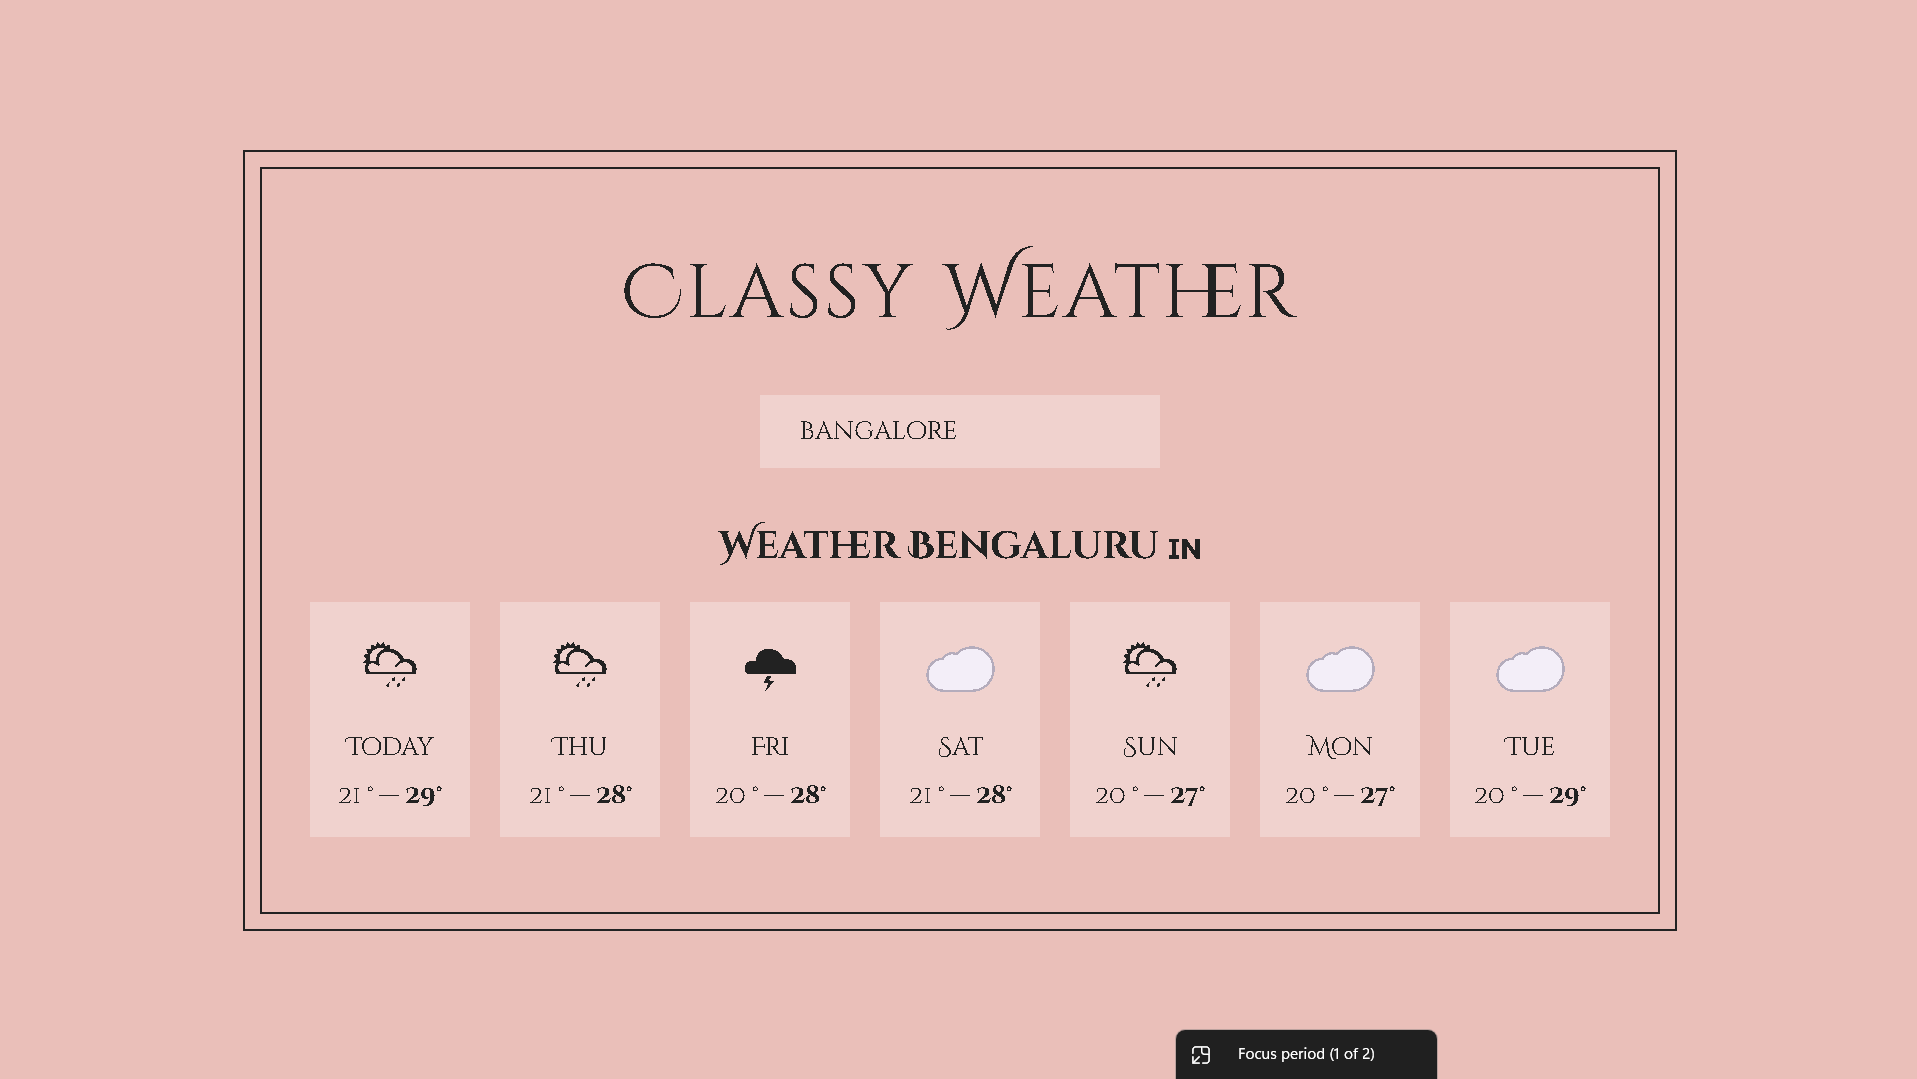 Classy Weather
BANGALORE
Weather Bengaluru IN
Today Thu Fri Sat Sun Mon Tue
21° — 29° 21° — 28° 20° — 28° 21° — 28° 20° — 27° 20° — 27° 20° — 29°
Focus period (1 of 2)